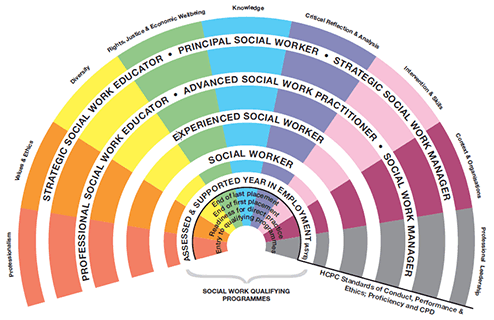 Professionalism
Values & Ethics
Diversity
Rights, Justice & Economic Wellbeing
Knowledge
Critical Reflection & Analysis
Intervention & Skills
Context & Organisations
Professional Leadership
STRATEGIC SOCIAL WORK EDUCATOR • PRINCIPAL SOCIAL WORKER • STRATEGIC SOCIAL WORK MANAGER
PROFESSIONAL SOCIAL WORK EDUCATOR • ADVANCED SOCIAL WORK PRACTITIONER • SOCIAL WORK MANAGER
EXPERIENCED SOCIAL WORKER
SOCIAL WORKER
ASSESSED & SUPPORTED YEAR IN EMPLOYMENT (ASYE)
End of last placement
End of first placement
Readiness for direct practice
Entry to qualifying programmes
SOCIAL WORK QUALIFYING
PROGRAMMES
HCPC Standards of Conduct, Performance &
Ethics; Proficiency and CPD